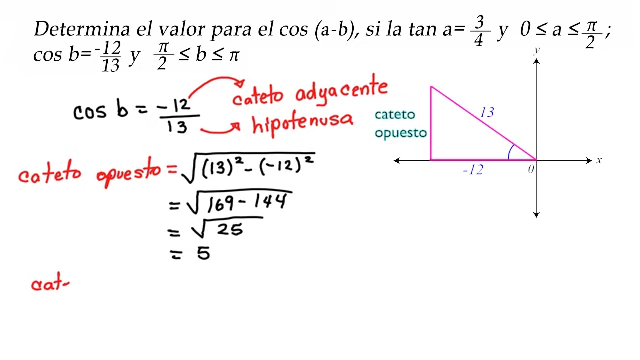 Determina el valor para el cos (a-b), si la tan a= 3/4 y 0 ≤ a ≤ π/2 ;
cos b= -12/13 y π/2 ≤ b ≤ π
cos b = -12/13
cateto adyacente
hipotenusa
cateto opuesto = √(13)² - (-12)²
= √169 - 144
= √25
= 5
cat-
y
cateto
opuesto
13
x
-12
0